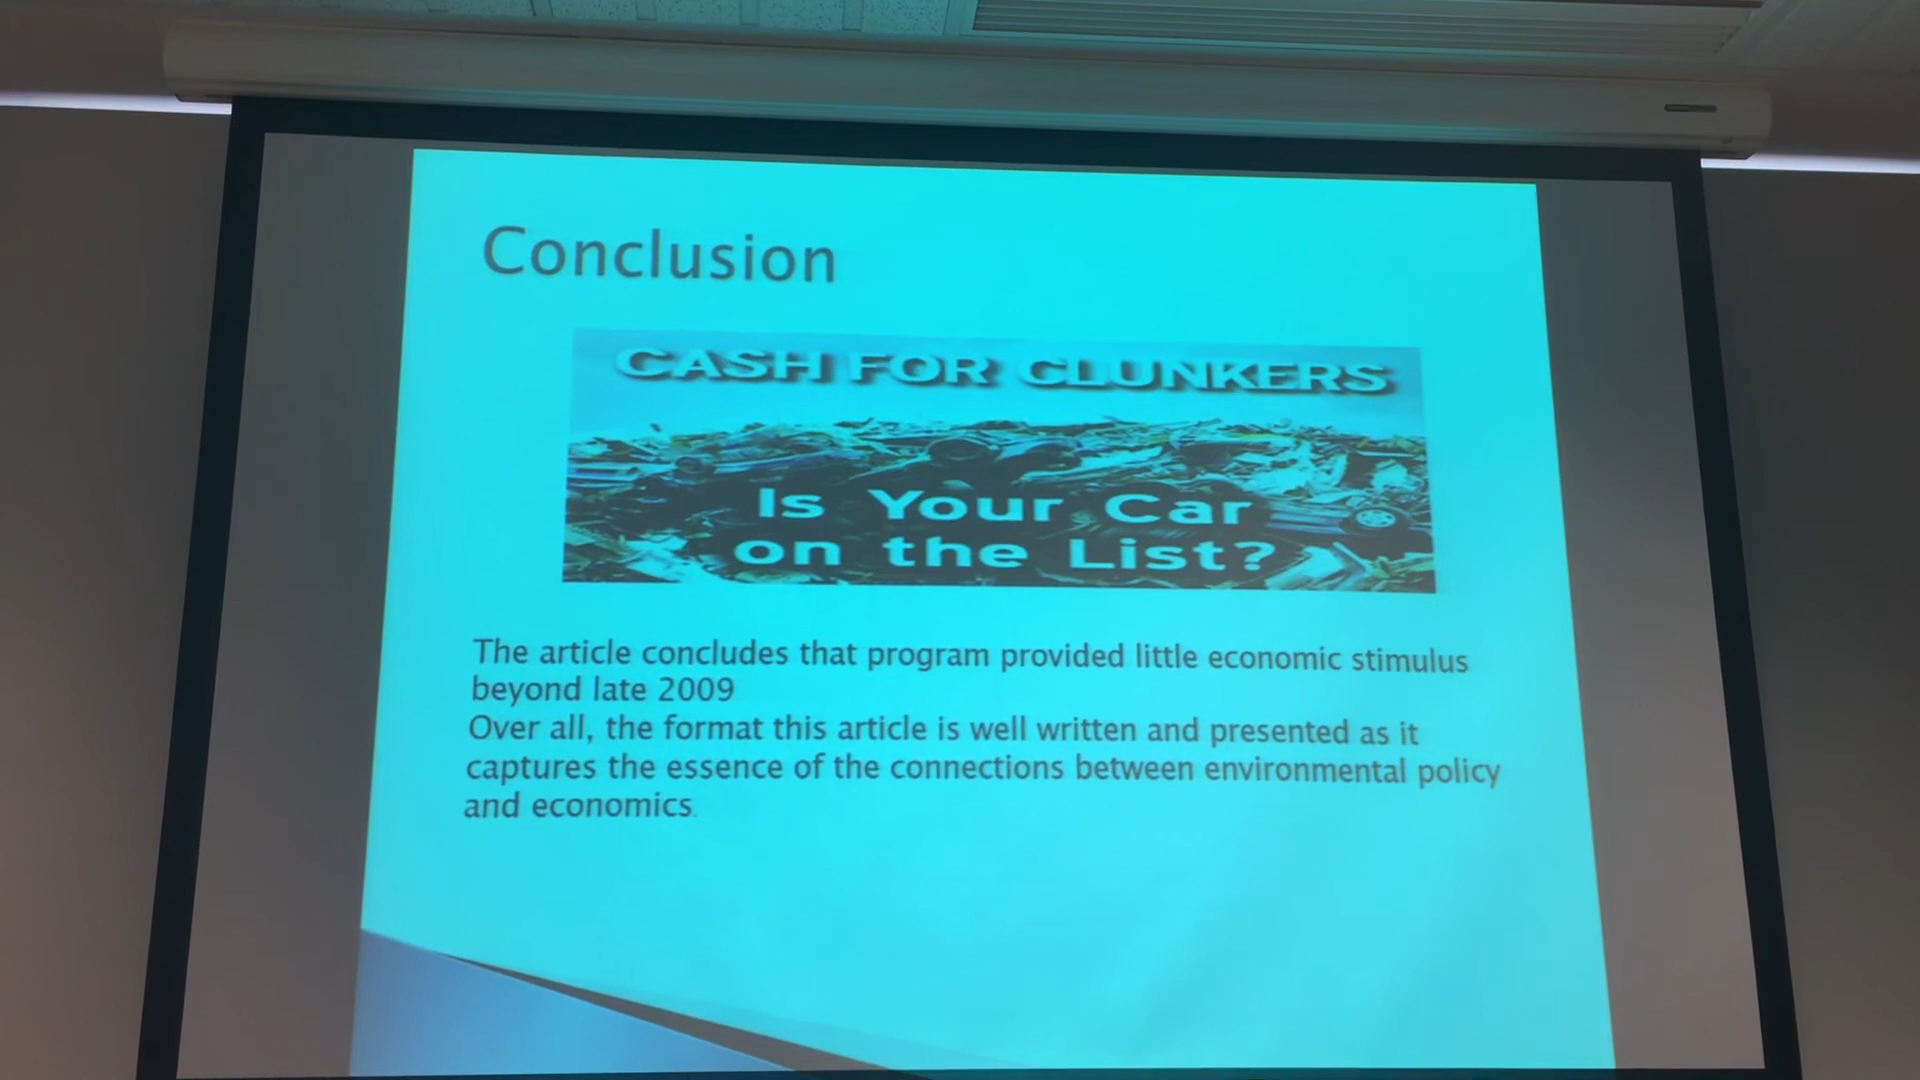 Conclusion
CASH FOR CLUNKERS
Is Your Car
on the List?
The article concludes that program provided little economic stimulus
beyond late 2009
Over all, the format this article is well written and presented as it
captures the essence of the connections between environmental policy
and economics.